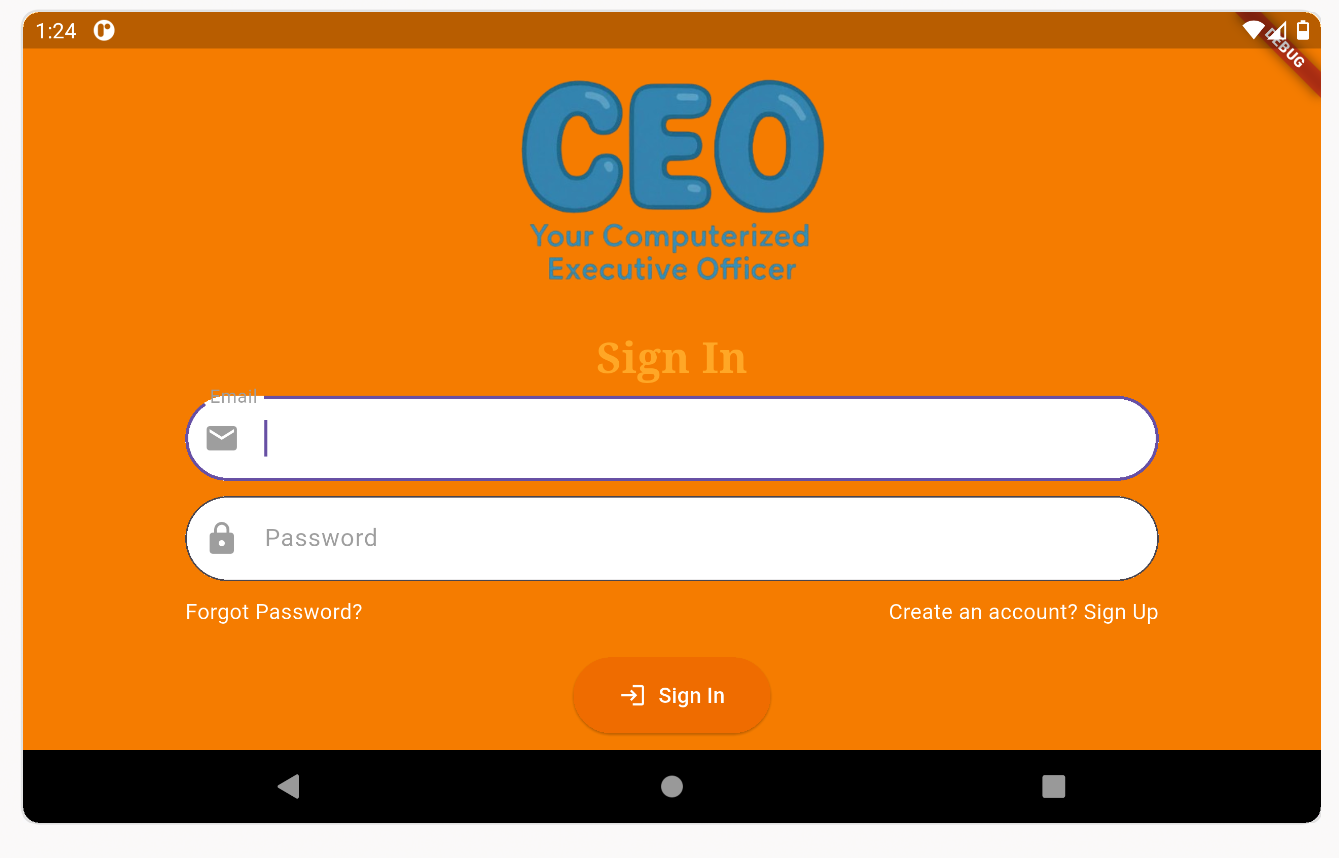 1:24
DEBUG
CEO
Your Computerized
Executive Officer
Sign In
Email
Password
Forgot Password?
Create an account? Sign Up
Sign In